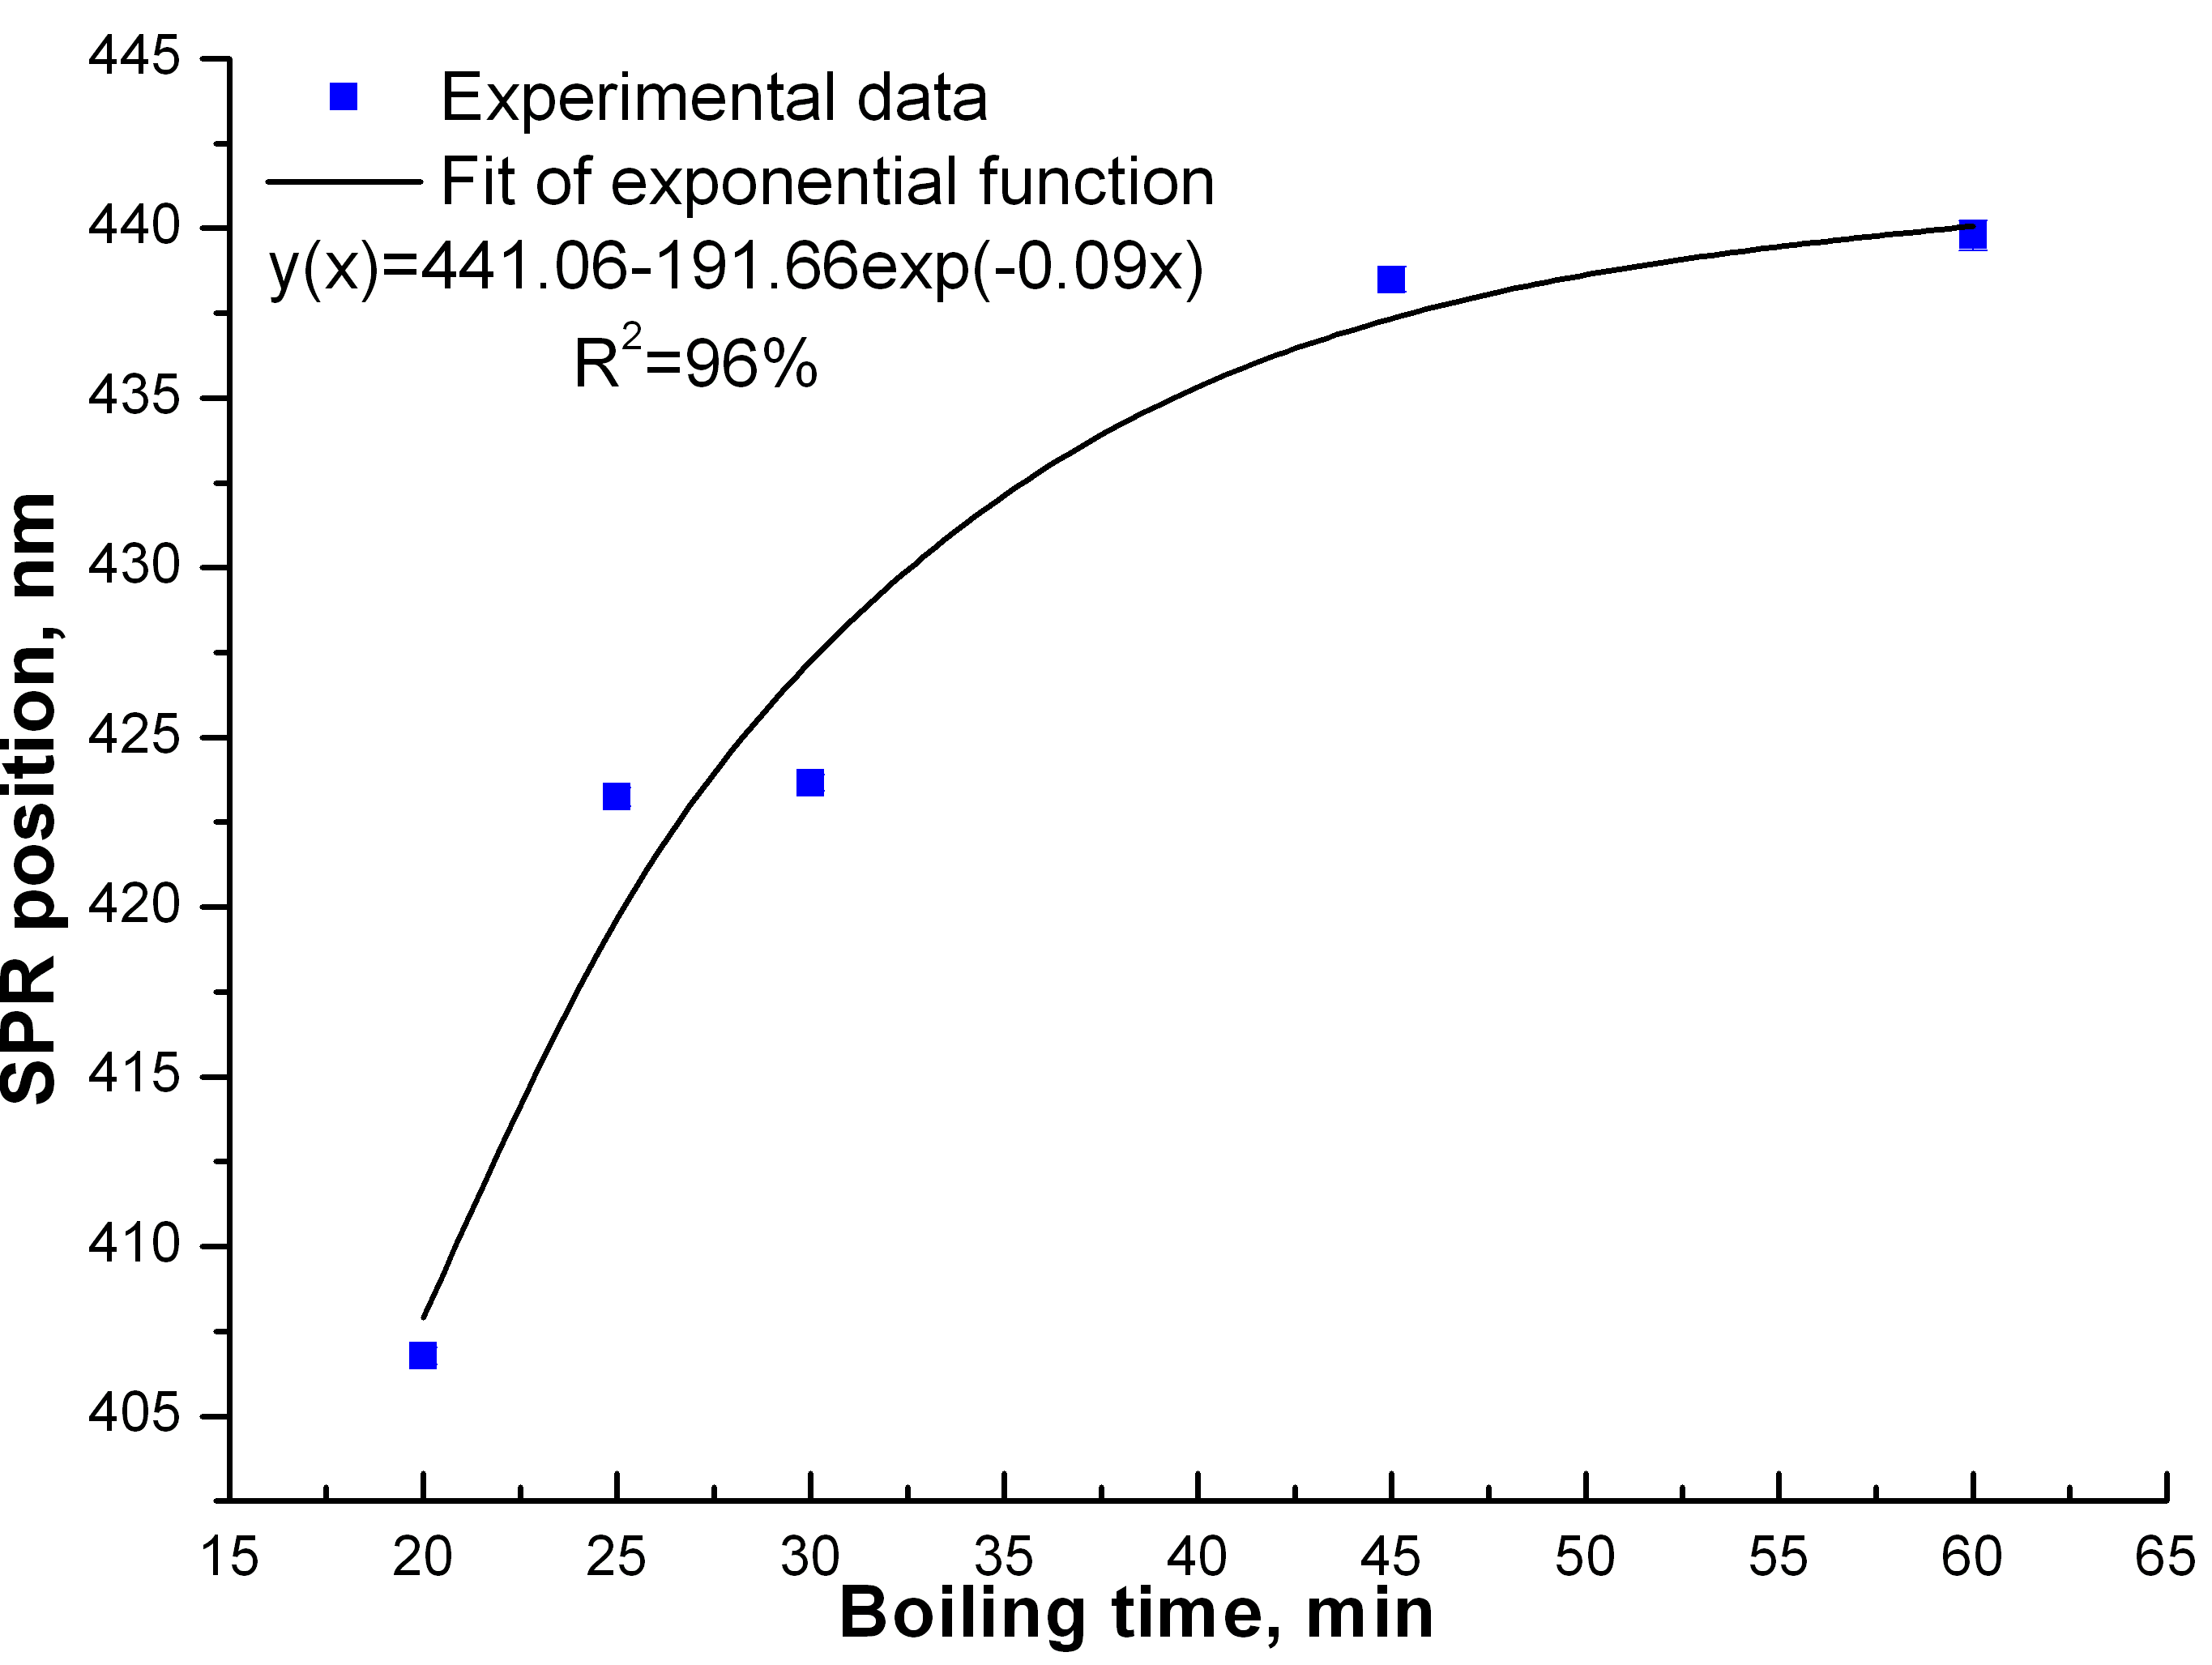 445
440
435
430
425
420
415
410
405
SPR position, nm
Experimental data
Fit of exponential function
y(x)=441.06-191.66exp(-0.09x)
R²=96%
15 20 25 30 35 40 45 50 55 60 65
Boiling time, min